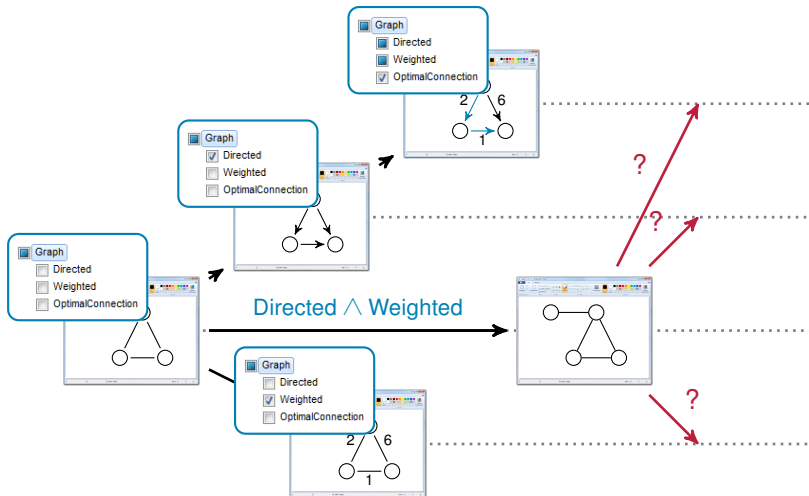 Graph
Directed
Weighted
OptimalConnection
2
6
1
Graph
Directed
Weighted
OptimalConnection
?
?
Graph
Directed
Weighted
OptimalConnection
Directed ∧ Weighted
Graph
Directed
Weighted
OptimalConnection
2
6
1
?